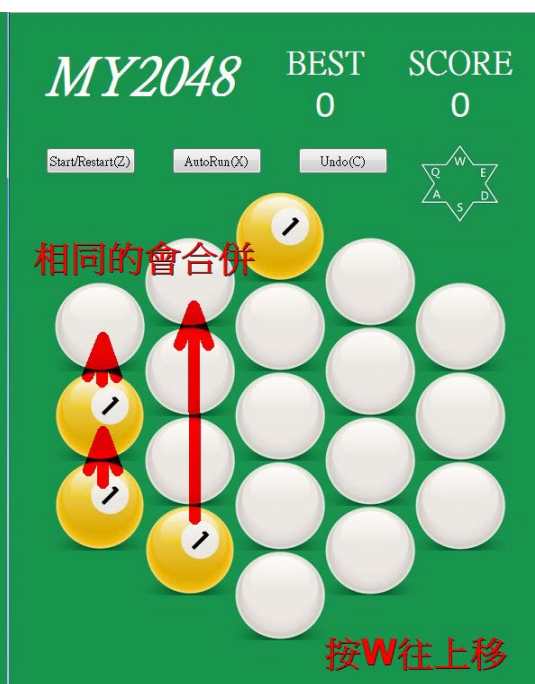 MY2048
BEST
0
SCORE
0
Start/Restart(Z)
AutoRun(X)
Undo(C)
W
Q
E
A
D
S
1
相同的會合併
1
1
1
按W往上移